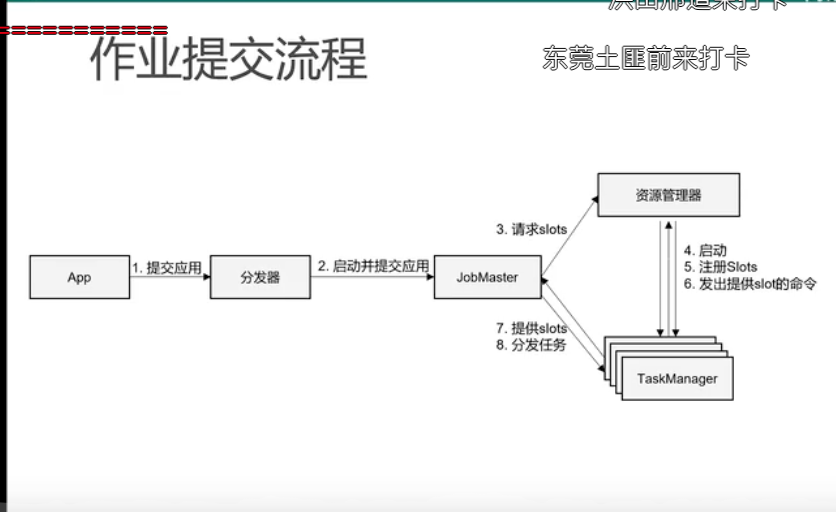 作业提交流程
东莞土匪前来打卡
资源管理器
3. 请求slots
4. 启动
5. 注册Slots
6. 发出提供slot的命令
App
1. 提交应用
分发器
2. 启动并提交应用
JobMaster
7. 提供slots
8. 分发任务
TaskManager